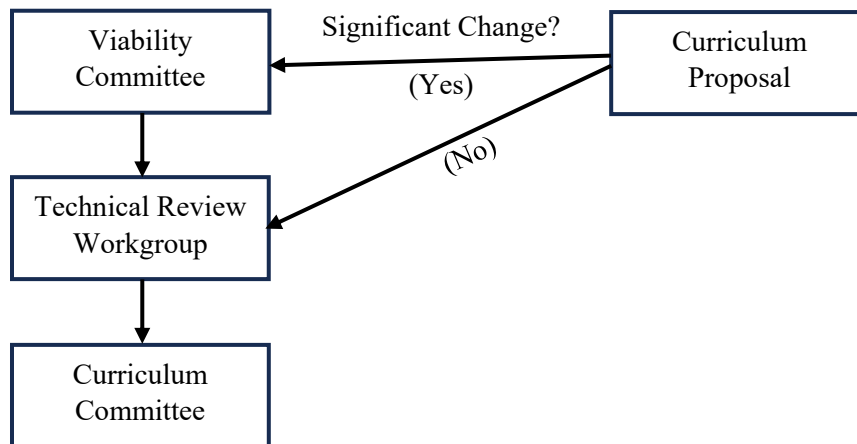 Viability
Committee
Significant Change?
(Yes)
Curriculum
Proposal
(No)
Technical Review
Workgroup
Curriculum
Committee